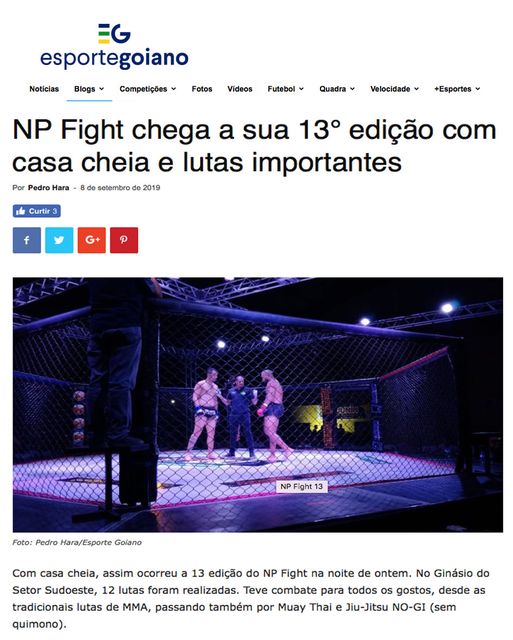 EG
esportegoiano
Notícias Blogs Competições Fotos Vídeos Futebol Quadra Velocidade +Esportes
NP Fight chega a sua 13° edição com
casa cheia e lutas importantes
Por Pedro Hara - 8 de setembro de 2019
Curtir 3
NP Fight 13
Foto: Pedro Hara/Esporte Goiano
Com casa cheia, assim ocorreu a 13 edição do NP Fight na noite de ontem. No Ginásio do
Setor Sudoeste, 12 lutas foram realizadas. Teve combate para todos os gostos, desde as
tradicionais lutas de MMA, passando também por Muay Thai e Jiu-Jitsu NO-GI (sem
quimono).